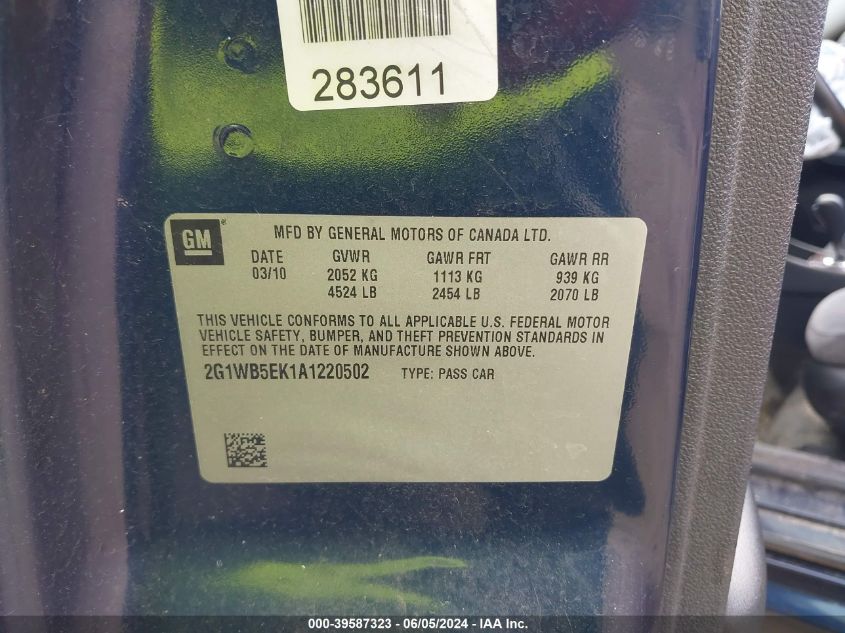 283611
GM ®
MFD BY GENERAL MOTORS OF CANADA LTD.
DATE GVWR GAWR FRT GAWR RR
03/10 2052 KG 1113 KG 939 KG
4524 LB 2454 LB 2070 LB
THIS VEHICLE CONFORMS TO ALL APPLICABLE U.S. FEDERAL MOTOR
VEHICLE SAFETY, BUMPER, AND THEFT PREVENTION STANDARDS IN
EFFECT ON THE DATE OF MANUFACTURE SHOWN ABOVE.
2G1WB5EK1A1220502 TYPE: PASS CAR
000-39587323 - 06/05/2024 - IAA Inc.